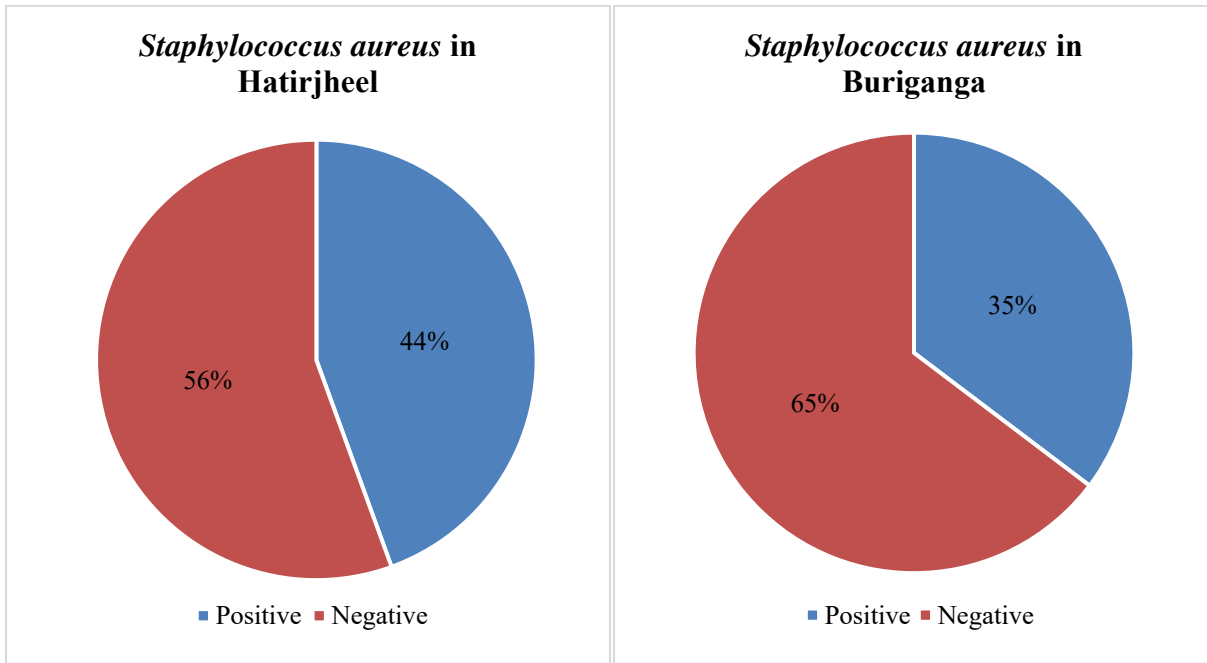 Staphylococcus aureus in
Hatirjheel
44%
56%
Positive Negative
Staphylococcus aureus in
Buriganga
35%
65%
Positive Negative